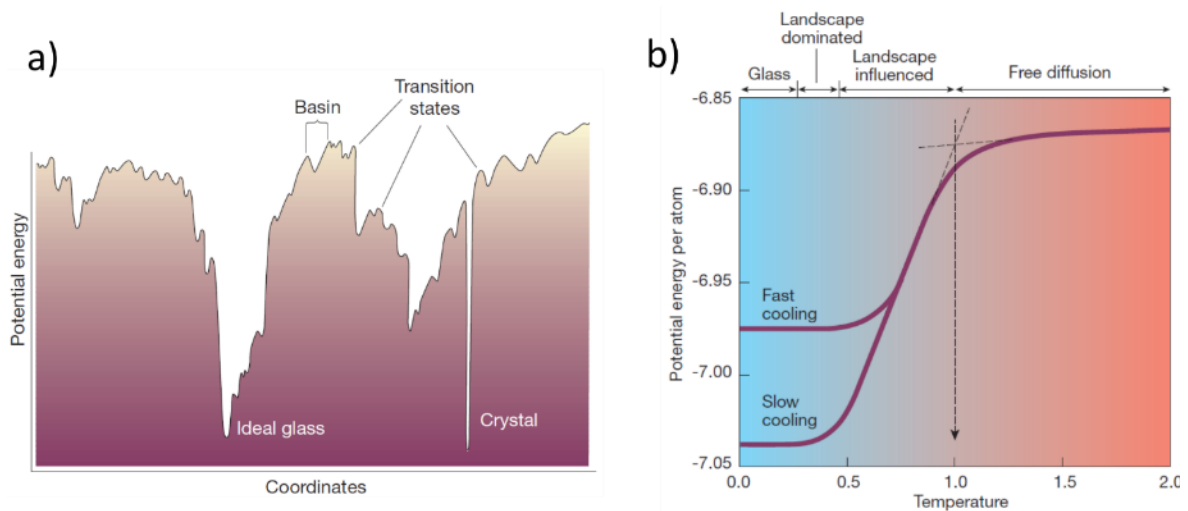 a)
Transition
states
Basin
Potential energy
Ideal glass
Crystal
Coordinates
b)
Landscape
dominated
Landscape
influenced
Glass
Free diffusion
Potential energy per atom
-6.85
-6.90
-6.95
-7.00
-7.05
Fast
cooling
Slow
cooling
0.0
0.5
1.0
1.5
2.0
Temperature